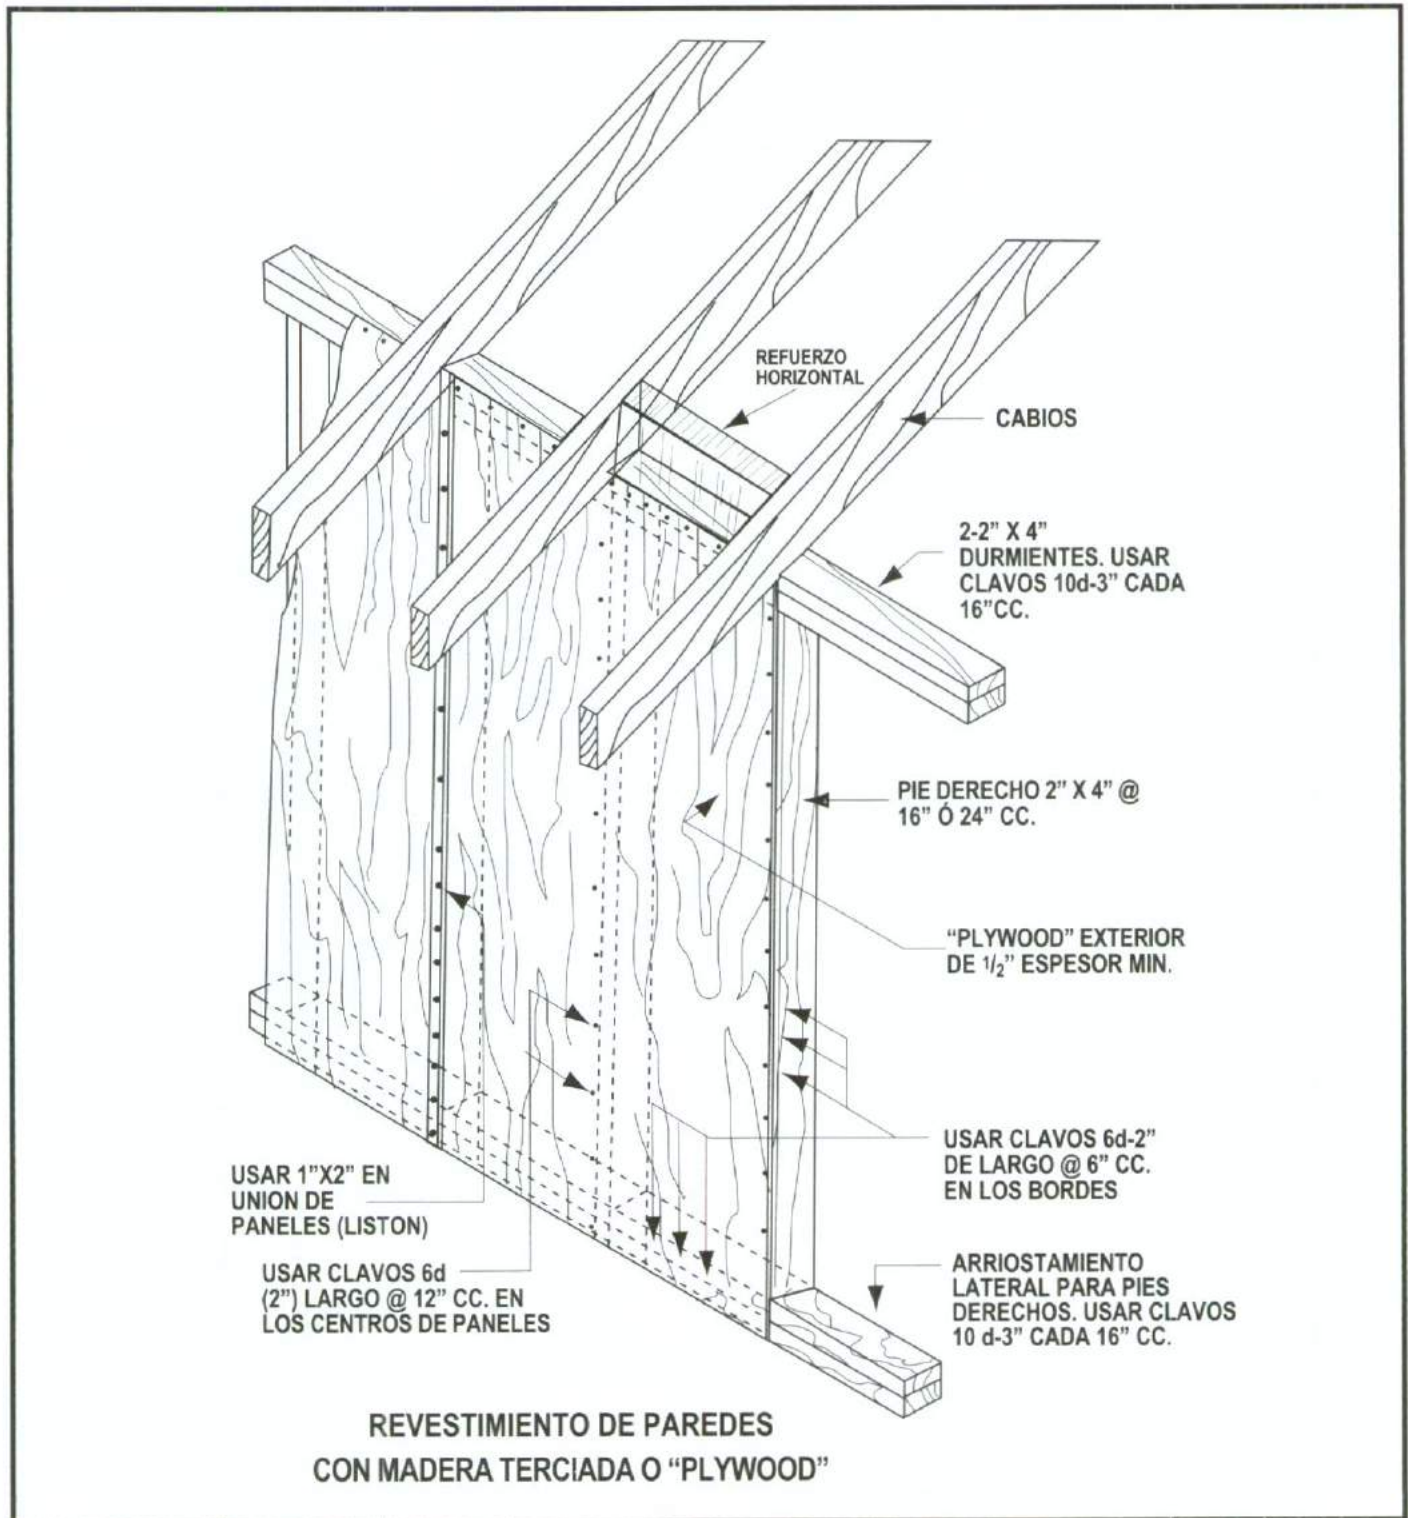 REFUERZO
HORIZONTAL
CABIOS
2-2” X 4”
DURMIENTES. USAR
CLAVOS 10d-3” CADA
16”CC.
PIE DERECHO 2” X 4” @
16” Ó 24” CC.
“PLYWOOD” EXTERIOR
DE 1/2” ESPESOR MIN.
USAR CLAVOS 6d-2”
DE LARGO @ 6” CC.
EN LOS BORDES
USAR 1”X2” EN
UNION DE
PANELES (LISTON)
USAR CLAVOS 6d
(2”) LARGO @ 12” CC. EN
LOS CENTROS DE PANELES
ARRIOSTAMIENTO
LATERAL PARA PIES
DERECHOS. USAR CLAVOS
10 d-3” CADA 16” CC.
REVESTIMIENTO DE PAREDES
CON MADERA TERCIADA O “PLYWOOD”